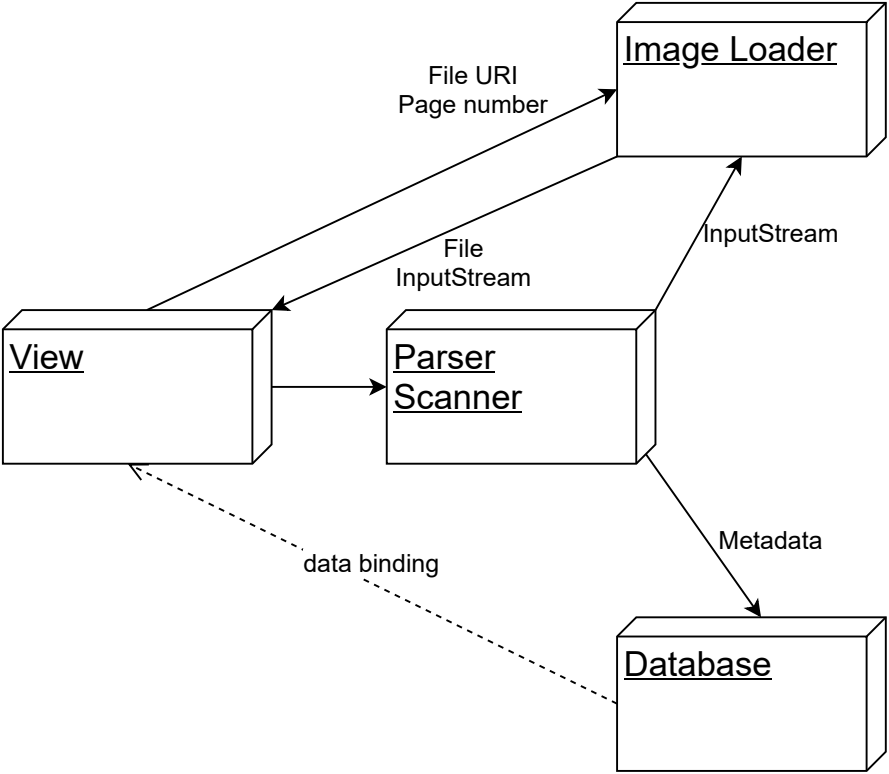 Image Loader
File URI
Page number
InputStream
File
InputStream
View
Parser
Scanner
Metadata
data binding
Database